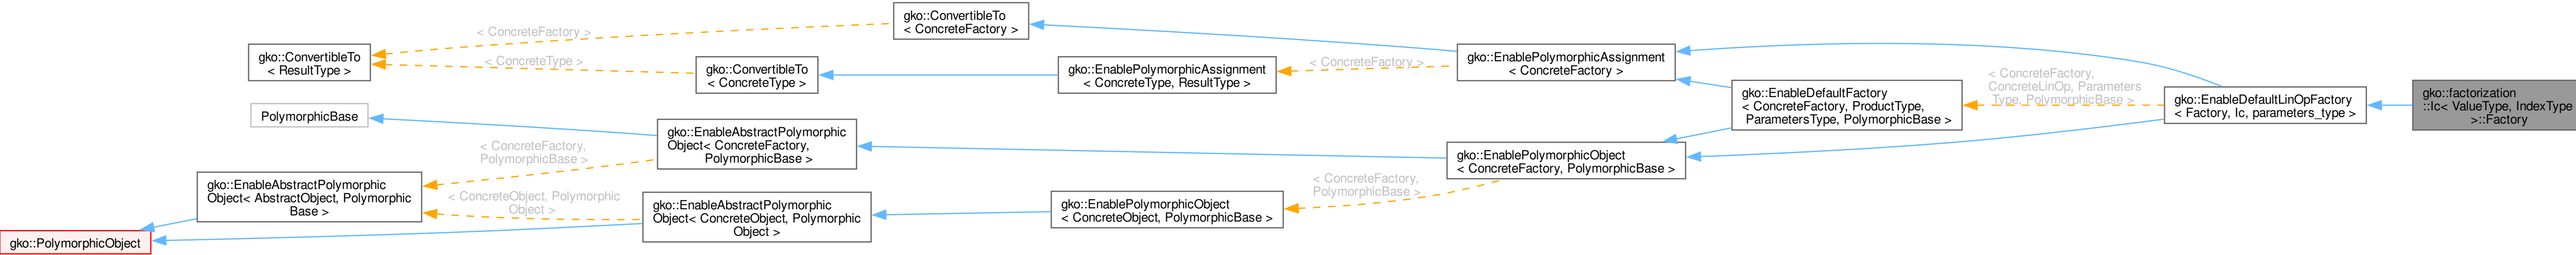 gko::ConvertibleTo
< ConcreteFactory >
< ConcreteFactory >
gko::ConvertibleTo
< ResultType >
< ConcreteType >
gko::ConvertibleTo
< ConcreteType >
gko::EnablePolymorphicAssignment
< ConcreteType, ResultType >
< ConcreteFactory >
gko::EnablePolymorphicAssignment
< ConcreteFactory >
PolymorphicBase
gko::EnableAbstractPolymorphic
Object< ConcreteFactory,
PolymorphicBase >
gko::EnableDefaultFactory
< ConcreteFactory, ProductType,
ParametersType, PolymorphicBase >
< ConcreteFactory,
ConcreteLinOp, Parameters
Type, PolymorphicBase >
gko::EnableDefaultLinOpFactory
< Factory, Ic, parameters_type >
gko::factorization
::Ic< ValueType, IndexType
>::Factory
< ConcreteFactory,
PolymorphicBase >
gko::EnablePolymorphicObject
< ConcreteFactory, PolymorphicBase >
gko::EnableAbstractPolymorphic
Object< AbstractObject, Polymorphic
Base >
< ConcreteObject, Polymorphic
Object >
gko::EnableAbstractPolymorphic
Object< ConcreteObject, Polymorphic
Object >
gko::EnablePolymorphicObject
< ConcreteObject, PolymorphicBase >
< ConcreteFactory,
PolymorphicBase >
gko::PolymorphicObject